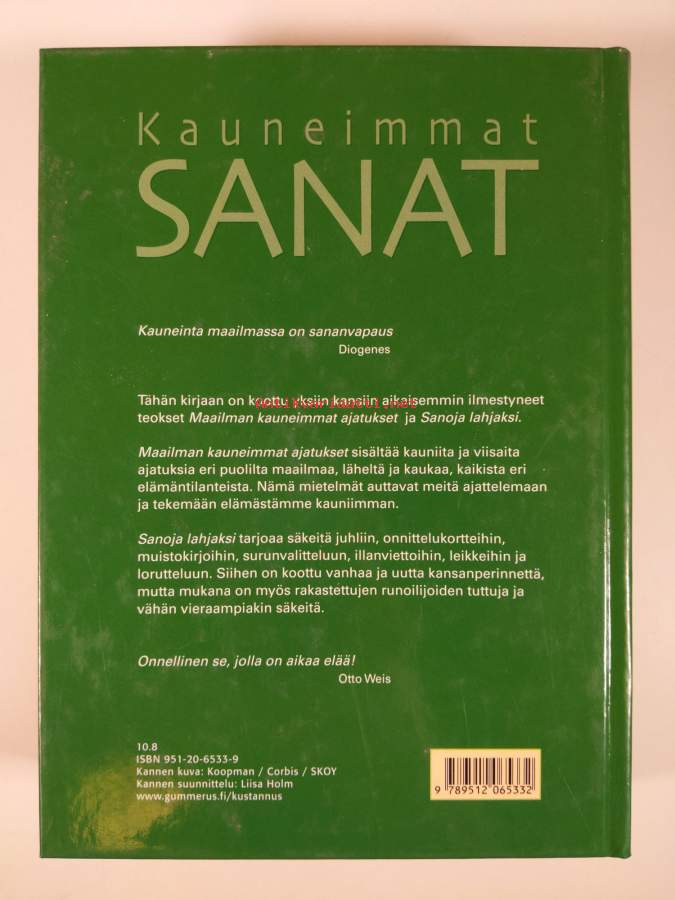 Kauneimmat
SANAT
Kauneinta maailmassa on sananvapaus
Diogenes
Tähän kirjaan on koottu yksiin kansiin aikaisemmin ilmestyneet
teokset Maailman kauneimmat ajatukset ja Sanoja lahjaksi.
Maailman kauneimmat ajatukset sisältää kauniita ja viisaita
ajatuksia eri puolilta maailmaa, läheltä ja kaukaa, kaikista eri
elämäntilanteista. Nämä mietelmät auttavat meitä ajattelemaan
ja tekemään elämästämme kauniimman.
Sanoja lahjaksi tarjoaa säkeitä juhliin, onnittelukortteihin,
muistokirjoihin, surunvalitteluun, illanviettoihin, leikkeihin ja
lorutteluun. Siihen on koottu vanhaa ja uutta kansanperinnettä,
mutta mukana on myös rakastettujen runoilijoiden tuttuja ja
vähän vieraampiakin säkeitä.
Onnellinen se, jolla on aikaa elää!
Otto Weis
10.8
ISBN 951-20-6533-9
Kannen kuva: Koopman / Corbis / SKOY
Kannen suunnittelu: Liisa Holm
www.gummerus.fi/kustannus
9 789512 065332